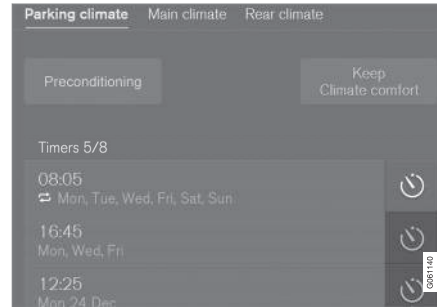 Parking climate Main climate Rear climate
Preconditioning
Keep
Climate comfort
Timers 5/8
08:05
Mon, Tue, Wed, Fri, Sat, Sun
16:45
Mon, Wed, Fri
12:25
Mon 24 Dec
G061140